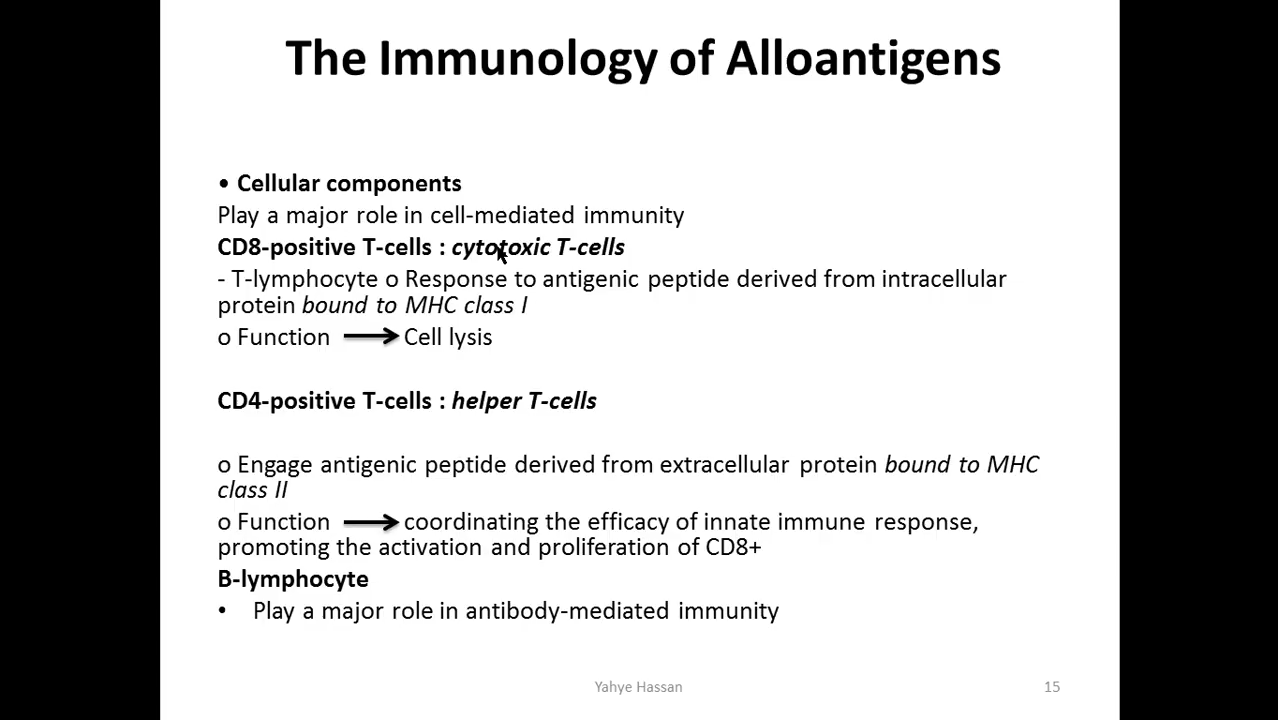 The Immunology of Alloantigens
• Cellular components
Play a major role in cell-mediated immunity
CD8-positive T-cells : cytotoxic T-cells
- T-lymphocyte o Response to antigenic peptide derived from intracellular
protein bound to MHC class I
o Function → Cell lysis
CD4-positive T-cells : helper T-cells
o Engage antigenic peptide derived from extracellular protein bound to MHC
class II
o Function → coordinating the efficacy of innate immune response,
promoting the activation and proliferation of CD8+
B-lymphocyte
• Play a major role in antibody-mediated immunity
Yahye Hassan
15